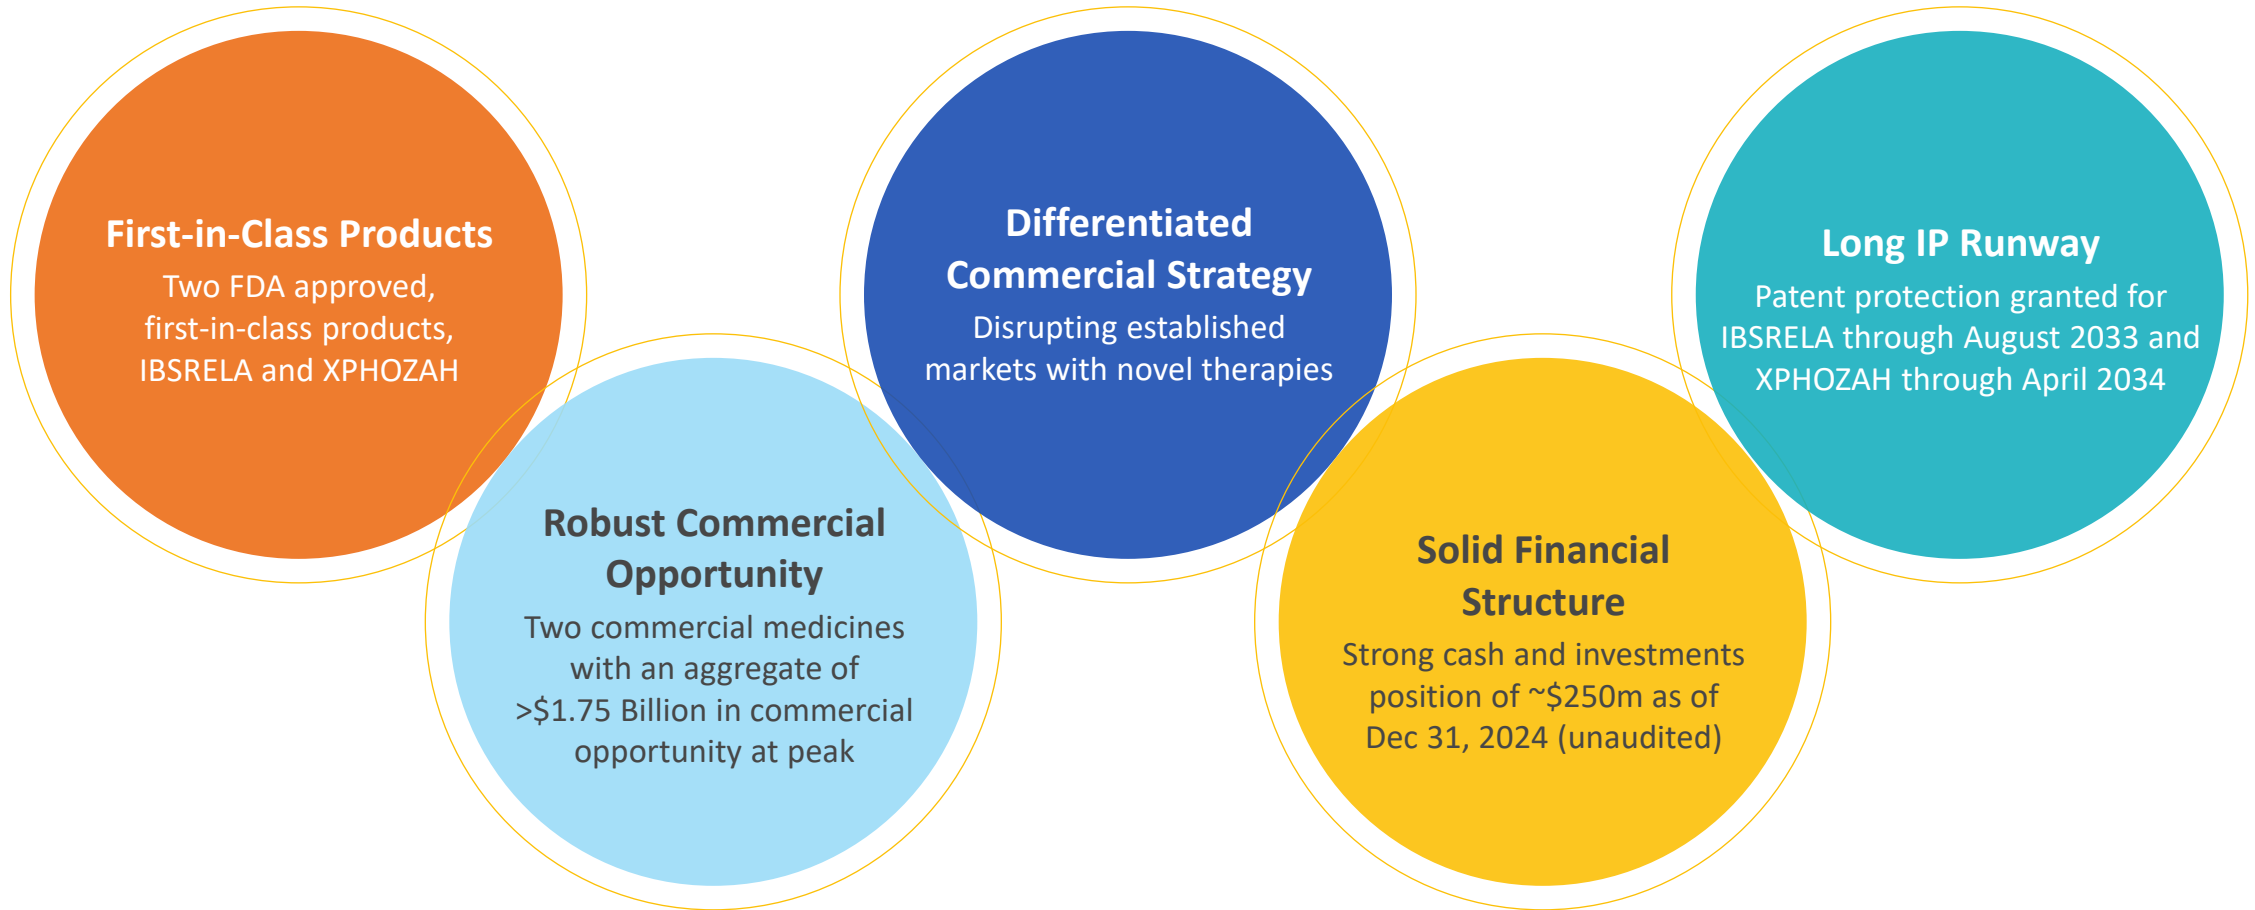 First-in-Class Products
Two FDA approved,
first-in-class products,
IBSRELA and XPHOZAH
Robust Commercial
Opportunity
Two commercial medicines
with an aggregate of
>$1.75 Billion in commercial
opportunity at peak
Differentiated
Commercial Strategy
Disrupting established
markets with novel therapies
Solid Financial
Structure
Strong cash and investments
position of ~$250m as of
Dec 31, 2024 (unaudited)
Long IP Runway
Patent protection granted for
IBSRELA through August 2033 and
XPHOZAH through April 2034